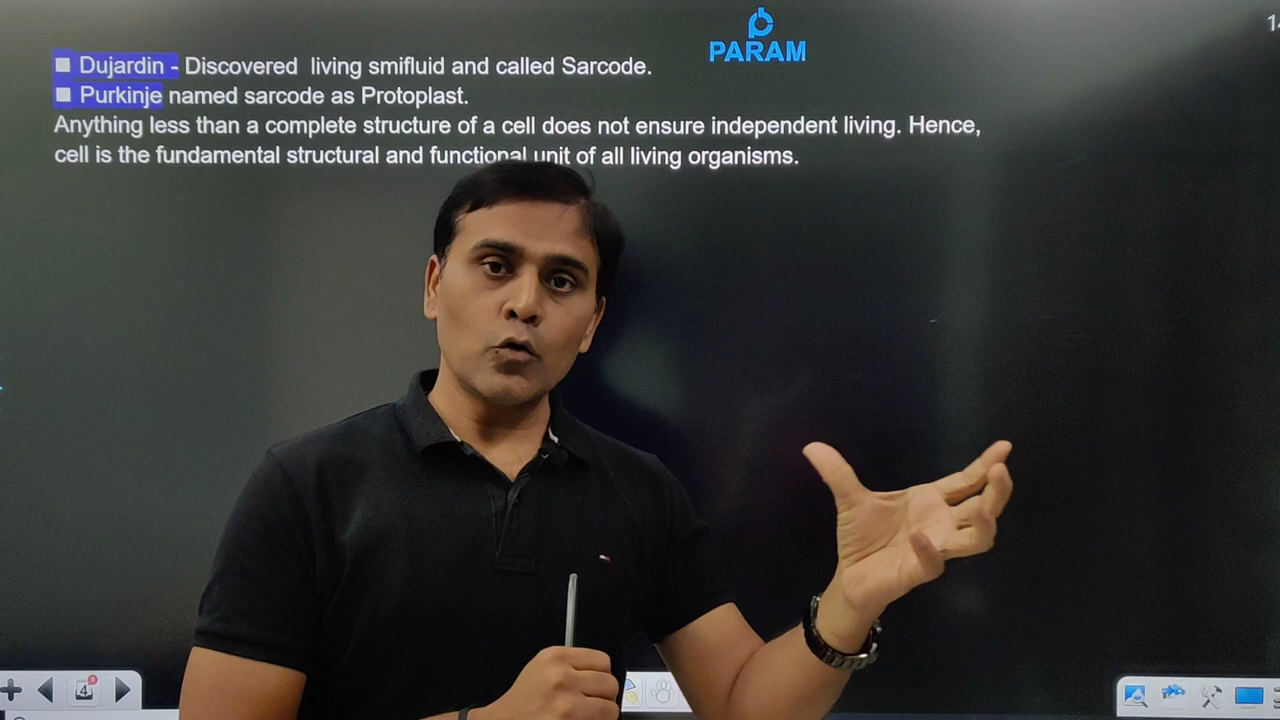 PARAM
14
■ Dujardin - Discovered living smifluid and called Sarcode.
■ Purkinje named sarcode as Protoplast.
Anything less than a complete structure of a cell does not ensure independent living. Hence,
cell is the fundamental structural and functional unit of all living organisms.
4